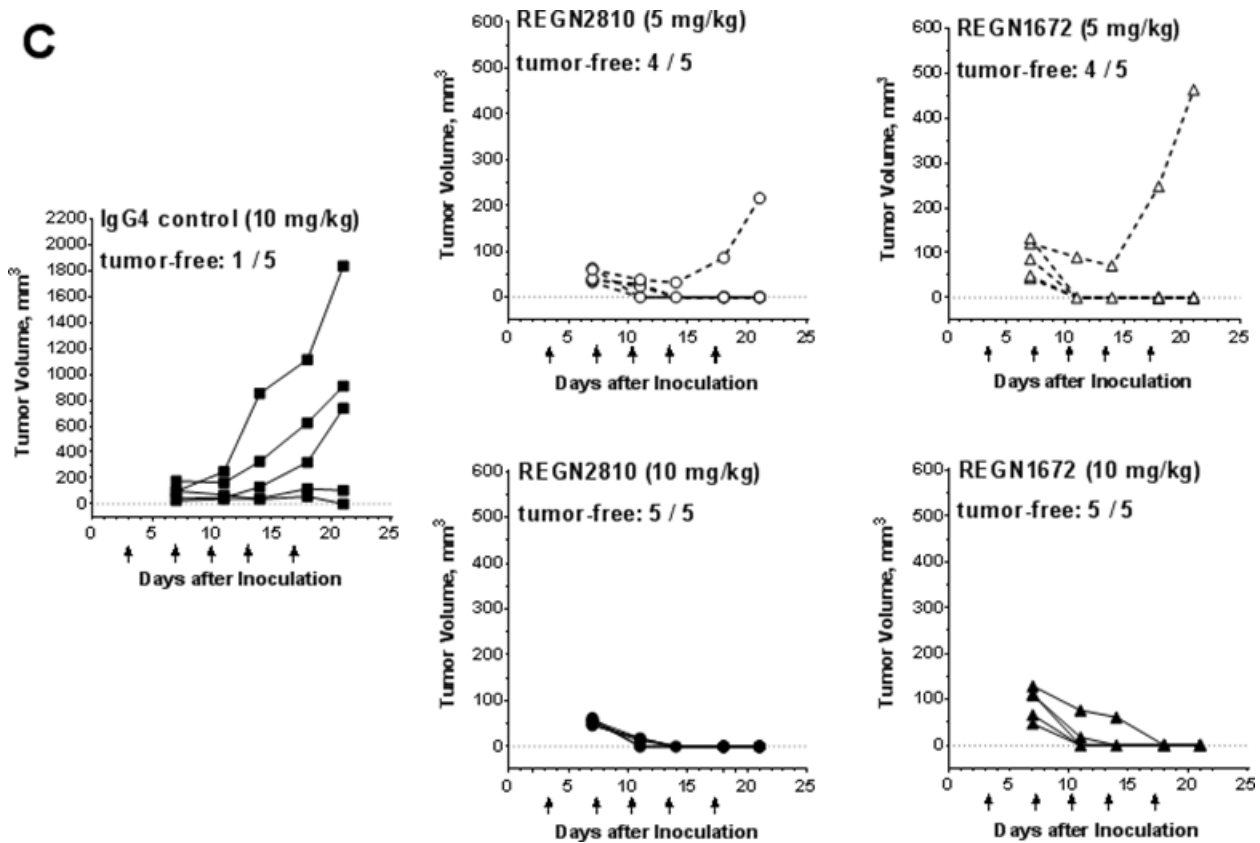 C
IgG4 control (10 mg/kg)
tumor-free: 1 / 5
Tumor Volume, mm³
2200
2000
1800
1600
1400
1200
1000
800
600
400
200
0
0 5 10 15 20 25
Days after Inoculation
REGN2810 (5 mg/kg)
tumor-free: 4 / 5
Tumor Volume, mm³
600
500
400
300
200
100
0
0 5 10 15 20 25
Days after Inoculation
REGN1672 (5 mg/kg)
tumor-free: 4 / 5
Tumor Volume, mm³
600
500
400
300
200
100
0
0 5 10 15 20 25
Days after Inoculation
REGN2810 (10 mg/kg)
tumor-free: 5 / 5
Tumor Volume, mm³
600
500
400
300
200
100
0
0 5 10 15 20 25
Days after Inoculation
REGN1672 (10 mg/kg)
tumor-free: 5 / 5
Tumor Volume, mm³
600
500
400
300
200
100
0
0 5 10 15 20 25
Days after Inoculation